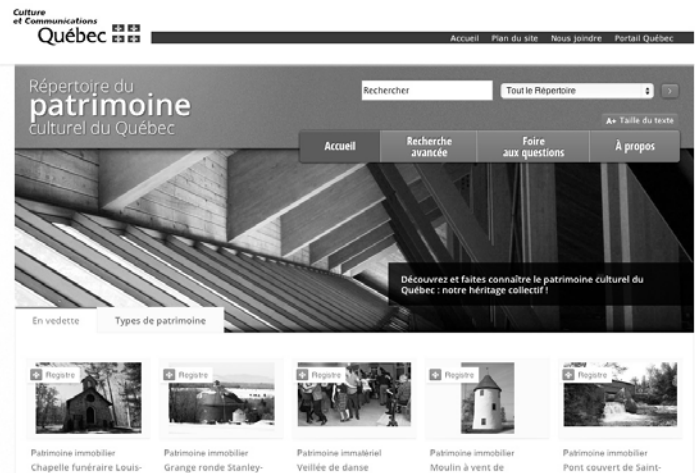 Culture
et Communications
Québec
Accueil Plan du site Nous joindre Portail Québec
Répertoire du
patrimoine
culturel du Québec
Rechercher
Tout le Répertoire
A+ Taille du texte
Accueil
Recherche
avancée
Foire
aux questions
À propos
Découvrez et faites connaître le patrimoine culturel du
Québec : notre héritage collectif !
En vedette Types de patrimoine
Registre Registre Registre Registre Registre
Patrimoine immobilier Patrimoine immobilier Patrimoine immatériel Patrimoine immobilier Patrimoine immobilier
Chapelle funéraire Louis- Grange ronde Stanley- Veillée de danse Moulin à vent de Pont couvert de Saint-